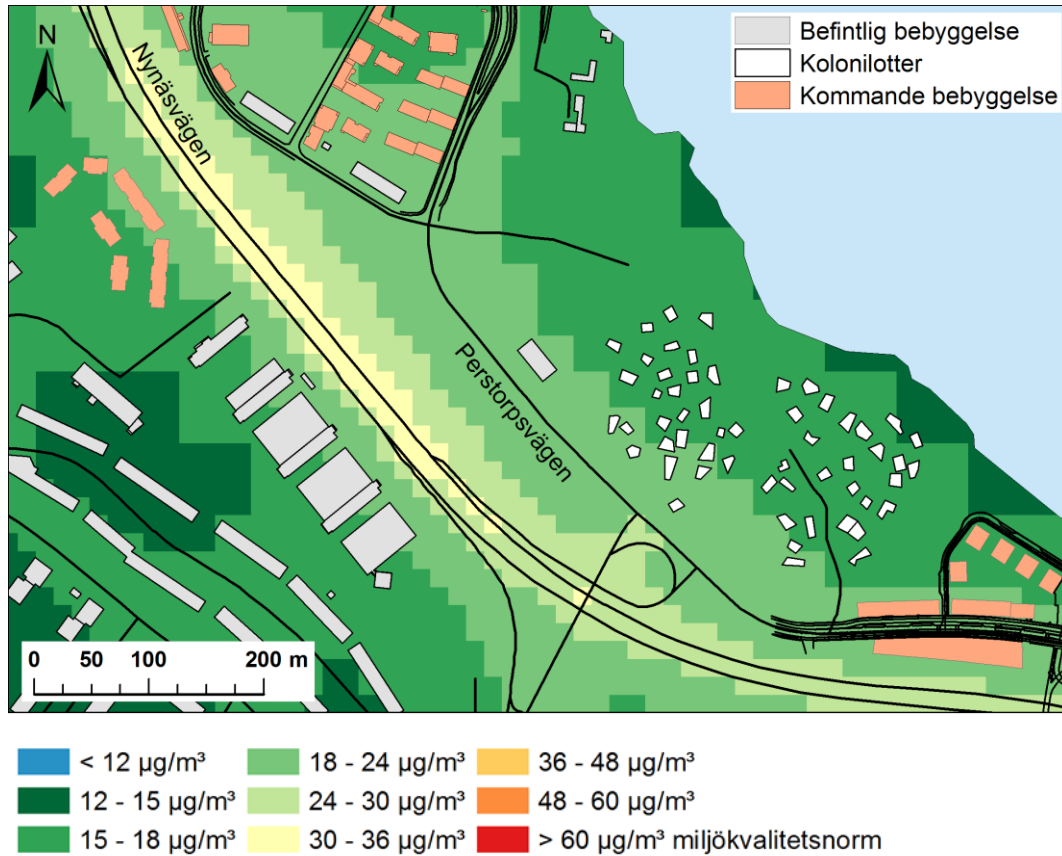 N
Nynäsvägen
Perstorpsvägen
Befintlig bebyggelse
Kolonilotter
Kommande bebyggelse
0 50 100 200 m
< 12 µg/m³
12 - 15 µg/m³
15 - 18 µg/m³
18 - 24 µg/m³
24 - 30 µg/m³
30 - 36 µg/m³
36 - 48 µg/m³
48 - 60 µg/m³
> 60 µg/m³ miljökvalitetsnorm